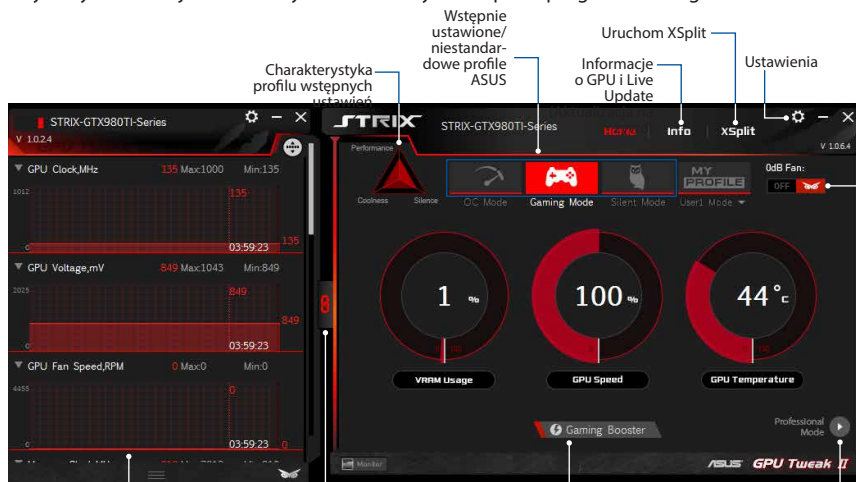 Wstępnie
ustawione/
niestandar-
dowe profile
ASUS
Uruchom XSplit
Charakterystyka
profilu wstępnych
ustawień
Informacje
o GPU i Live
Update
Ustawienia
STRIX-GTX980TI-Series
V 1.0.2.4
GPU Clock,MHz 135 Max:1000 Min:135
1012
135
135
0
03:59:23
GPU Voltage,mV 849 Max:1043 Min:849
2025
849
849
0
03:59:23
GPU Fan Speed,RPM 0 Max:0 Min:0
4455
0
0
03:59:23 0
STRIX
STRIX-GTX980TI-Series
Home Info XSplit
V 1.0.6.4
Performance
Coolness Silence
OC Mode Gaming Mode Silent Mode
MY
PROFILE
User1 Mode
0dB Fan:
OFF
1 %
100 %
44 °c
VRAM Usage GPU Speed GPU Temperature
Gaming Booster
Professional
Mode
Monitor
ASUS GPU Tweak II